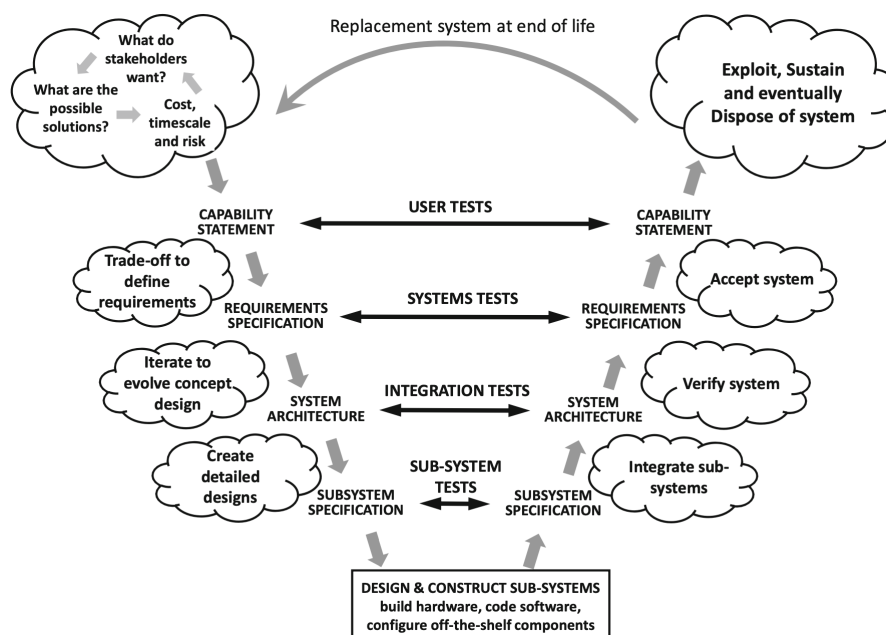 Replacement system at end of life
What do
stakeholders
want?
What are the
possible
solutions?
Cost,
timescale
and risk
Exploit, Sustain
and eventually
Dispose of system
CAPABILITY
STATEMENT
USER TESTS
CAPABILITY
STATEMENT
Trade-off to
define
requirements
Accept system
REQUIREMENTS
SPECIFICATION
SYSTEMS TESTS
REQUIREMENTS
SPECIFICATION
Iterate to
evolve concept
design
Verify system
SYSTEM
ARCHITECTURE
INTEGRATION TESTS
SYSTEM
ARCHITECTURE
Create
detailed
designs
Integrate sub-
systems
SUBSYSTEM
SPECIFICATION
SUB-SYSTEM
TESTS
SUBSYSTEM
SPECIFICATION
DESIGN & CONSTRUCT SUB-SYSTEMS
build hardware, code software,
configure off-the-shelf components